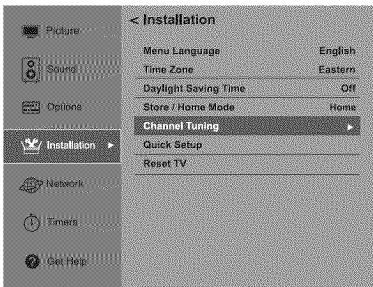 Picture
Sound
Options
Installation
Network
Timers
Get Help
< Installation
Menu Language English
Time Zone Eastern
Daylight Saving Time Off
Store / Home Mode Home
Channel Tuning
Quick Setup
Reset TV